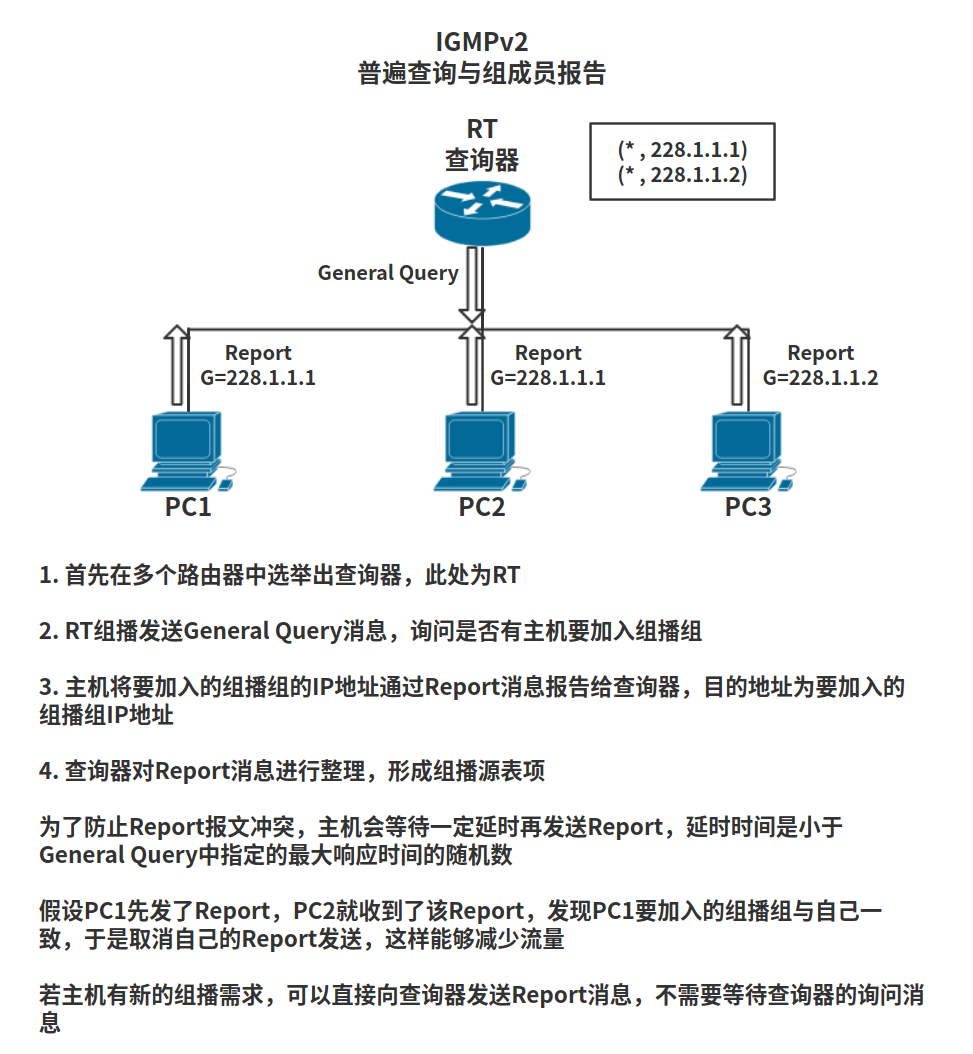 IGMPv2
普遍查询与组成员报告
RT
查询器
(* , 228.1.1.1)
(* , 228.1.1.2)
General Query
Report
G=228.1.1.1
Report
G=228.1.1.1
Report
G=228.1.1.2
PC1
PC2
PC3
1. 首先在多个路由器中选举出查询器，此处为RT
2. RT组播发送General Query消息，询问是否有主机要加入组播组
3. 主机将要加入的组播组的IP地址通过Report消息报告给查询器，目的地址为要加入的
组播组IP地址
4. 查询器对Report消息进行整理，形成组播源表项
为了防止Report报文冲突，主机会等待一定延时再发送Report，延时时间是小于
General Query中指定的最大响应时间的随机数
假设PC1先发了Report，PC2就收到了该Report，发现PC1要加入的组播组与自己一
致，于是取消自己的Report发送，这样能够减少流量
若主机有新的组播需求，可以直接向查询器发送Report消息，不需要等待查询器的询问消
息